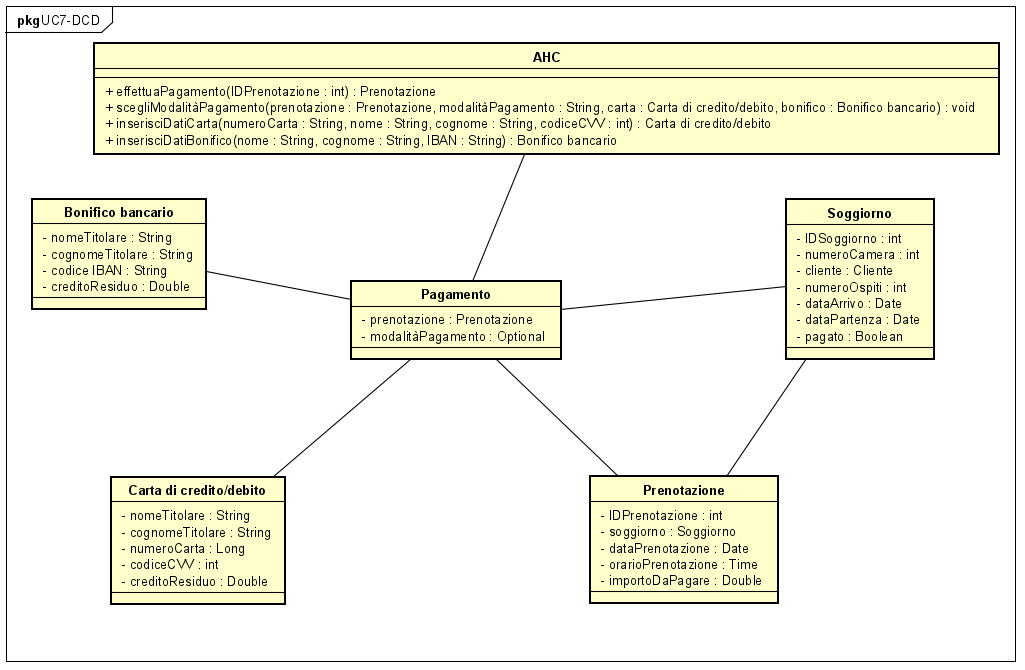 pkg UC7-DCD
AHC
+ effettuaPagamento(IDPrenotazione : int) : Prenotazione
+ scegliModalitàPagamento(prenotazione : Prenotazione, modalitàPagamento : String, carta : Carta di credito/debito, bonifico : Bonifico bancario) : void
+ inserisciDatiCarta(numeroCarta : String, nome : String, cognome : String, codiceCVV : int) : Carta di credito/debito
+ inserisciDatiBonifico(nome : String, cognome : String, IBAN : String) : Bonifico bancario
Bonifico bancario
- nomeTitolare : String
- cognomeTitolare : String
- codice IBAN : String
- creditoResiduo : Double
Soggiorno
- IDSoggiorno : int
- numeroCamera : int
- cliente : Cliente
- numeroOspiti : int
- dataArrivo : Date
- dataPartenza : Date
- pagato : Boolean
Pagamento
- prenotazione : Prenotazione
- modalitàPagamento : Optional
Carta di credito/debito
- nomeTitolare : String
- cognomeTitolare : String
- numeroCarta : Long
- codiceCVV : int
- creditoResiduo : Double
Prenotazione
- IDPrenotazione : int
- soggiorno : Soggiorno
- dataPrenotazione : Date
- orarioPrenotazione : Time
- importoDaPagare : Double